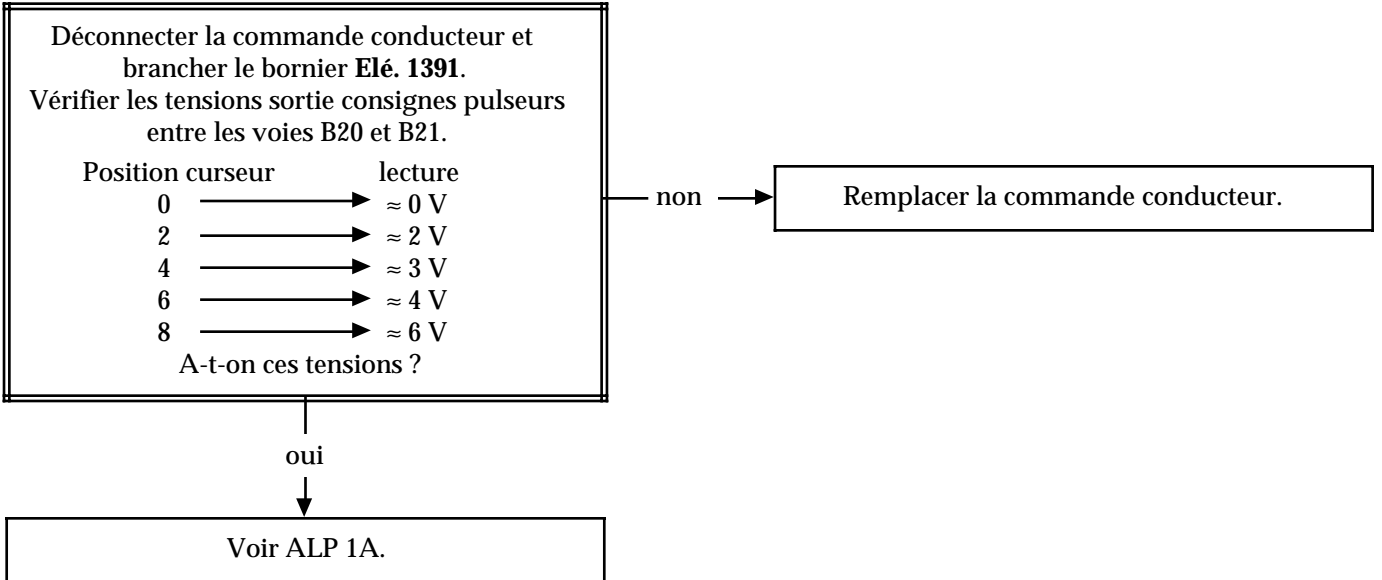 Déconnecter la commande conducteur et
brancher le bornier Elé. 1391.
Vérifier les tensions sortie consignes pulseurs
entre les voies B20 et B21.
Position curseur lecture
0 ≈ 0 V
2 ≈ 2 V
4 ≈ 3 V
6 ≈ 4 V
8 ≈ 6 V
A-t-on ces tensions ?
non
Remplacer la commande conducteur.
oui
Voir ALP 1A.